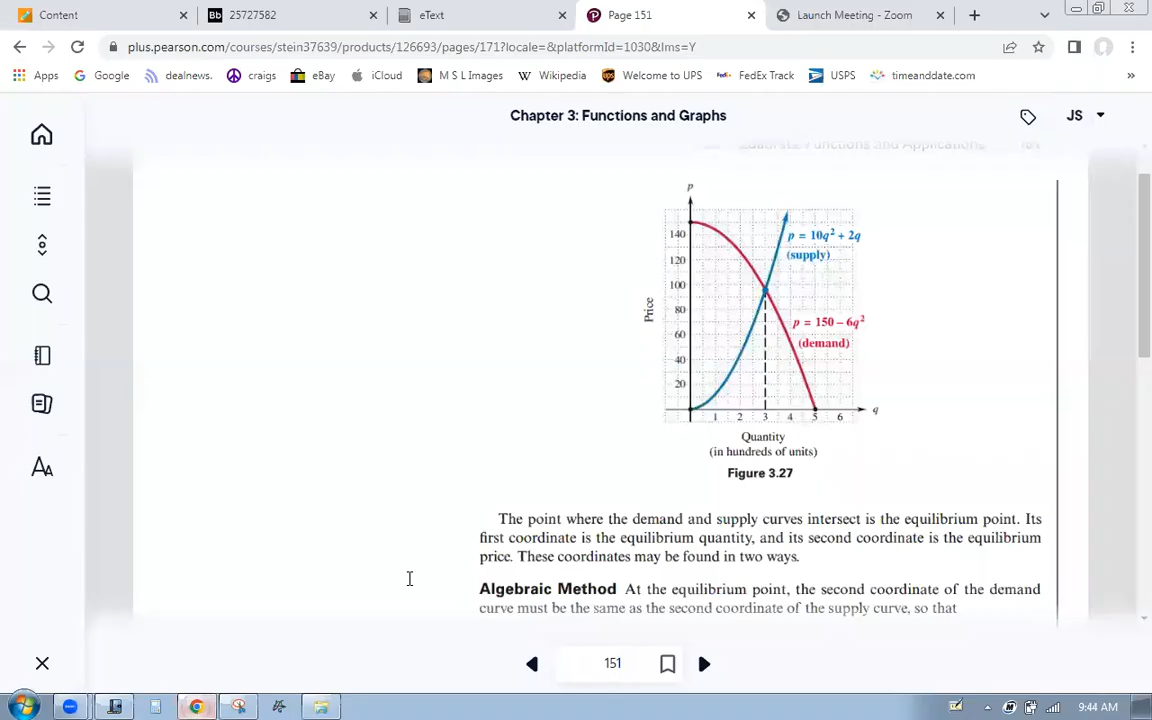 Content
Bb 25727582
eText
Page 151
Launch Meeting - Zoom
plus.pearson.com/courses/stein37639/products/126693/pages/171?locale=&platformId=1030&lms=Y
Apps
Google
dealnews.
craigs
eBay
iCloud
M S L Images
W Wikipedia
Welcome to UPS
FedEx Track
USPS
timeanddate.com
»
Chapter 3: Functions and Graphs
JS
Quadratic Functions and Applications
p
140
120
100
80
60
40
20
Price
p = 10q² + 2q
(supply)
p = 150 – 6q²
(demand)
1 2 3 4 5 6
q
Quantity
(in hundreds of units)
Figure 3.27
The point where the demand and supply curves intersect is the equilibrium point. Its
first coordinate is the equilibrium quantity, and its second coordinate is the equilibrium
price. These coordinates may be found in two ways.
Algebraic Method At the equilibrium point, the second coordinate of the demand
curve must be the same as the second coordinate of the supply curve, so that
151
9:44 AM